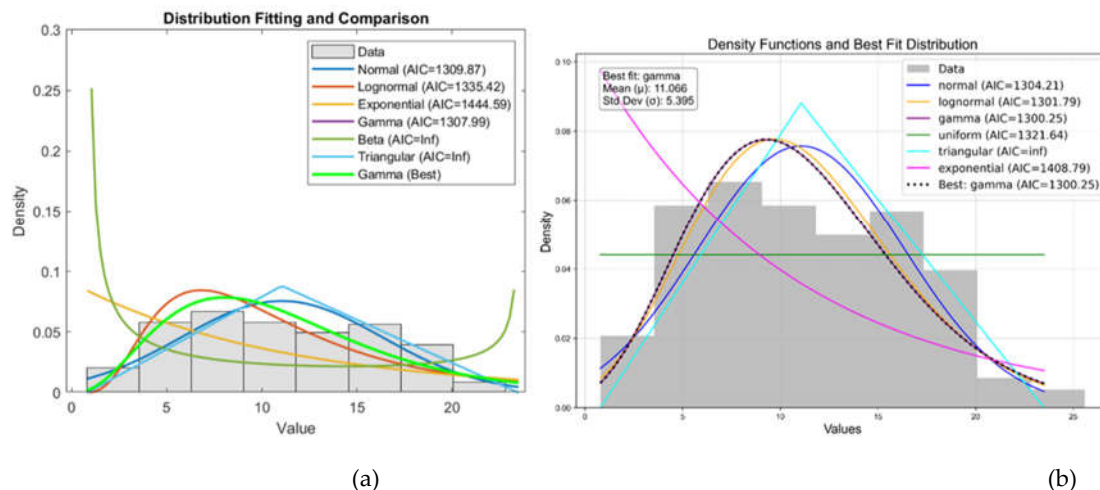 Distribution Fitting and Comparison
0.3
0.25
0.2
0.15
0.1
0.05
0
Density
0
5
10
15
20
Value
Data
Normal (AIC=1309.87)
Lognormal (AIC=1335.42)
Exponential (AIC=1444.59)
Gamma (AIC=1307.99)
Beta (AIC=Inf)
Triangular (AIC=Inf)
Gamma (Best)
(a)
Density Functions and Best Fit Distribution
0.10
0.08
0.06
0.04
0.02
0.00
Density
0
5
10
15
20
25
Values
Best fit: gamma
Mean (μ): 11.066
Std Dev (σ): 5.395
Data
normal (AIC=1304.21)
lognormal (AIC=1301.79)
gamma (AIC=1300.25)
uniform (AIC=1321.64)
triangular (AIC=inf)
exponential (AIC=1408.79)
Best: gamma (AIC=1300.25)
(b)